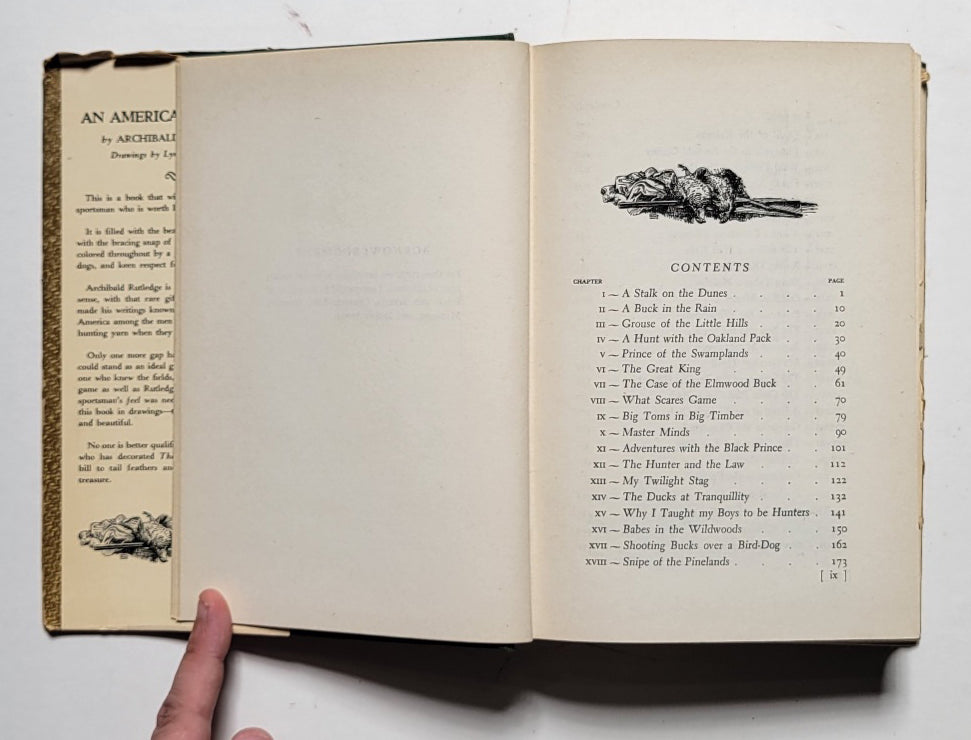 AN AMERICA
by ARCHIBALD
Drawings by Ly
This is a book that wi
sportsman who is worth
It is filled with the bea
with the bracing snap of
colored throughout by a
dogs, and keen respect f
Archibald Rutledge is
sense, with that rare gif
made his writings known
America among the men
hunting yarn when they
Only one more gap ha
could stand as an ideal g
one who knew the fields,
game as well as Rutledg
sportsman's feel was nee
this book in drawings—
and beautiful.
No one is better qualif
who has decorated Th
bill to tail feathers an
treasure.
CONTENTS
CHAPTER PAGE
I — A Stalk on the Dunes . . . . 1
II — A Buck in the Rain . . . . 10
III — Grouse of the Little Hills . . . 20
IV — A Hunt with the Oakland Pack . . 30
V — Prince of the Swamplands . . . 40
VI — The Great King . . . . 49
VII — The Case of the Elmwood Buck . . 61
VIII — What Scares Game . . . . 70
IX — Big Toms in Big Timber . . . 79
X — Master Minds . . . . . 90
XI — Adventures with the Black Prince . . 101
XII — The Hunter and the Law . . . 112
XIII — My Twilight Stag . . . . 122
XIV — The Ducks at Tranquillity . . . 132
XV — Why I Taught my Boys to be Hunters . 141
XVI — Babes in the Wildwoods . . . 150
XVII — Shooting Bucks over a Bird-Dog . . 162
XVIII — Snipe of the Pinelands . . . . 173
[ ix ]